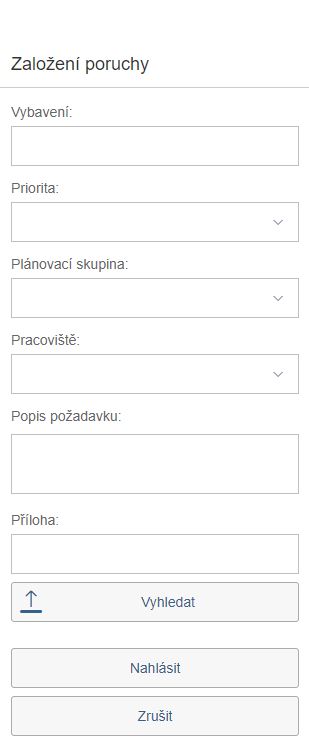 Založení poruchy
Vybavení:
Priorita:
Plánovací skupina:
Pracoviště:
Popis požadavku:
Příloha:
Vyhledat
Nahlásit
Zrušit